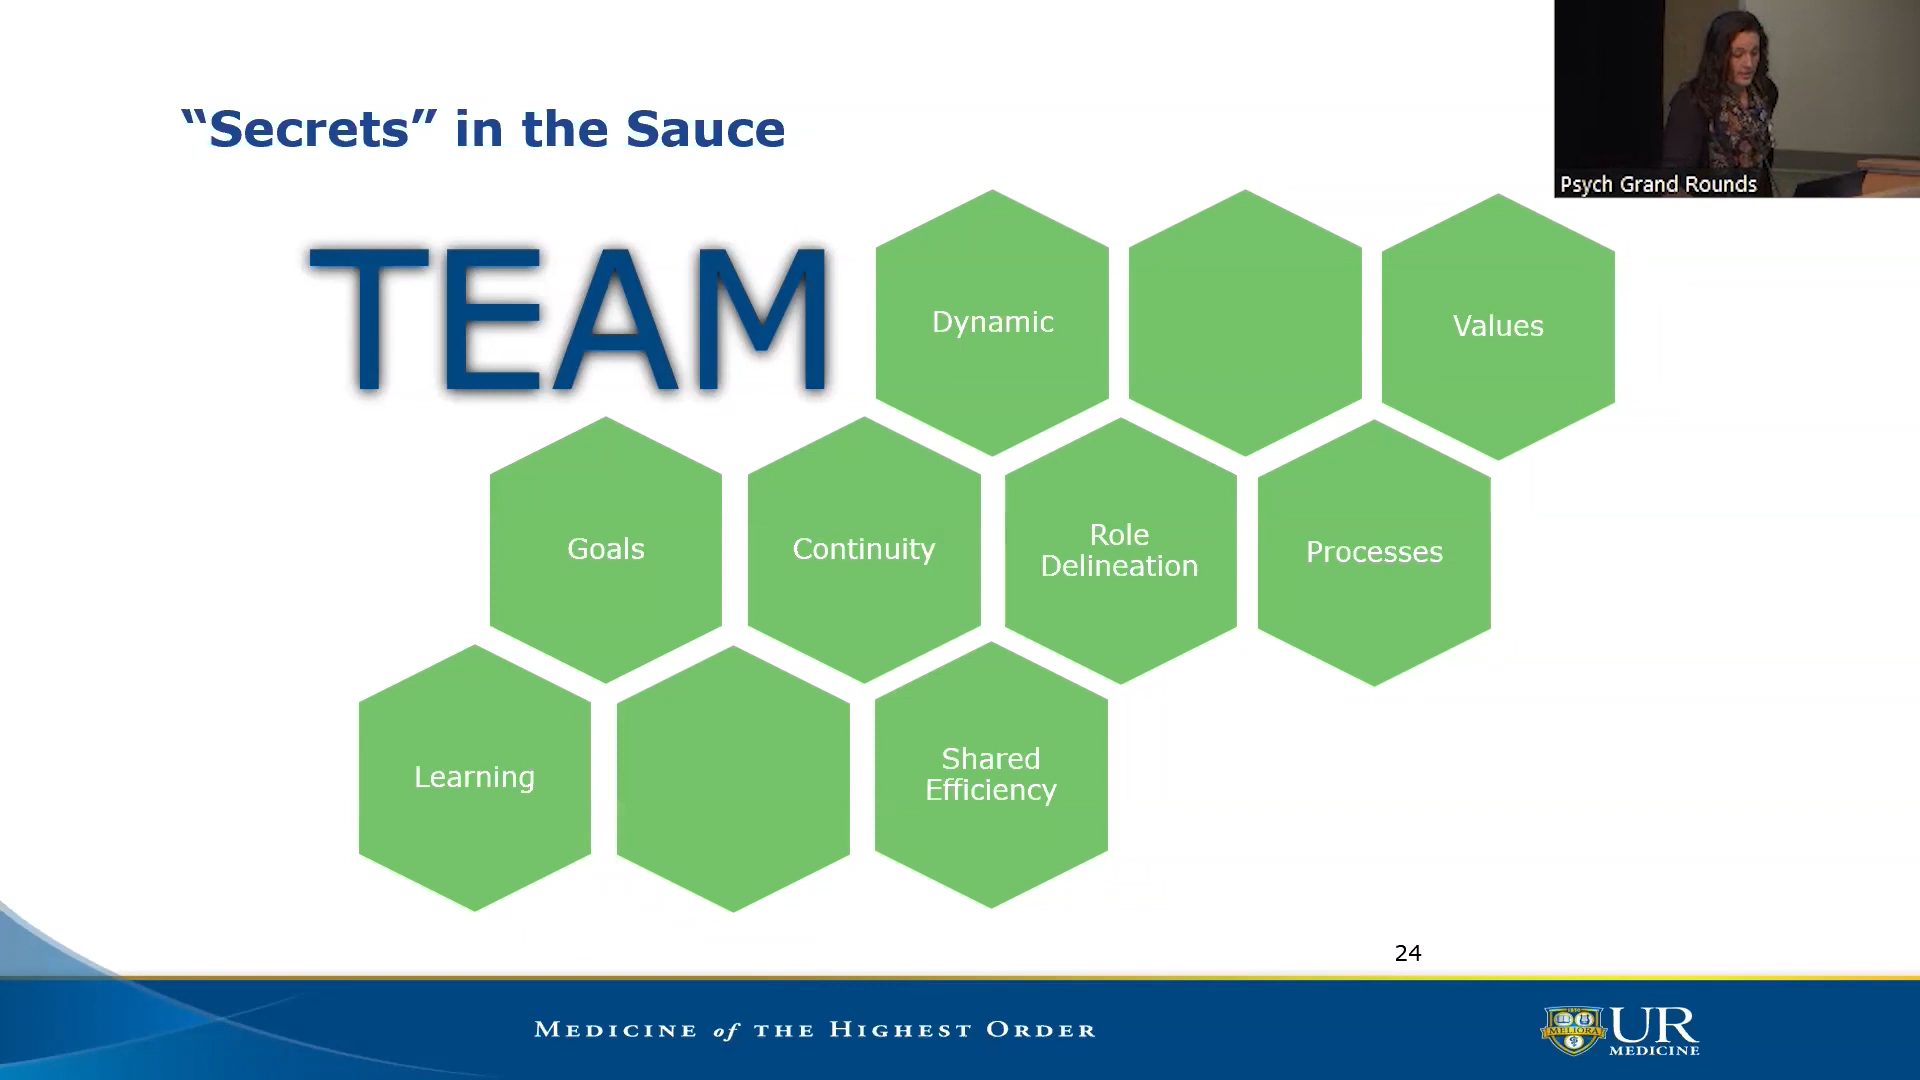 “Secrets” in the Sauce
Psych Grand Rounds
TEAM
Dynamic
Values
Goals
Continuity
Role
Delineation
Processes
Learning
Shared
Efficiency
24
MEDICINE of THE HIGHEST ORDER
MELIORA
UR
MEDICINE